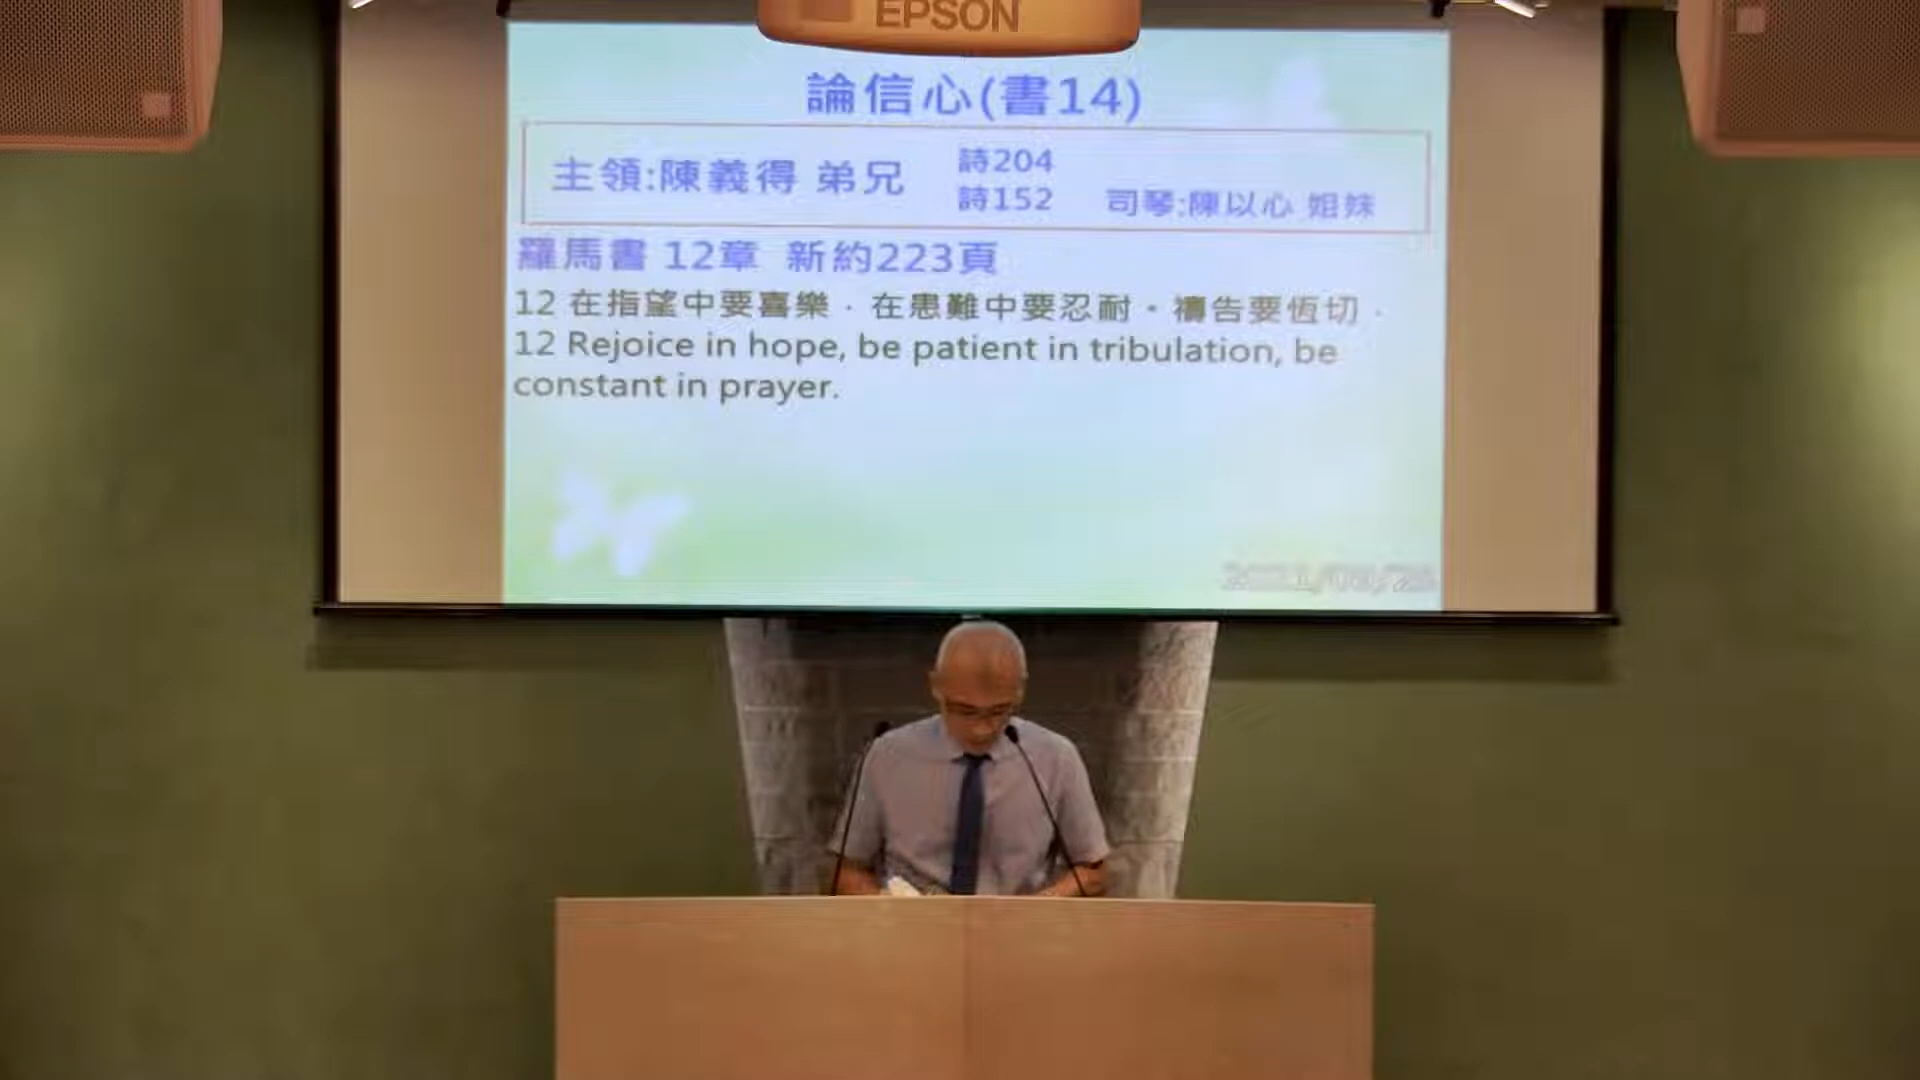 EPSON
論信心(書14)
主領:陳義得 弟兄
詩204
詩152 司琴:陳以心 姐妹
羅馬書 12章 新約223頁
12 在指望中要喜樂．在患難中要忍耐。禱告要恆切．
12 Rejoice in hope, be patient in tribulation, be
constant in prayer.